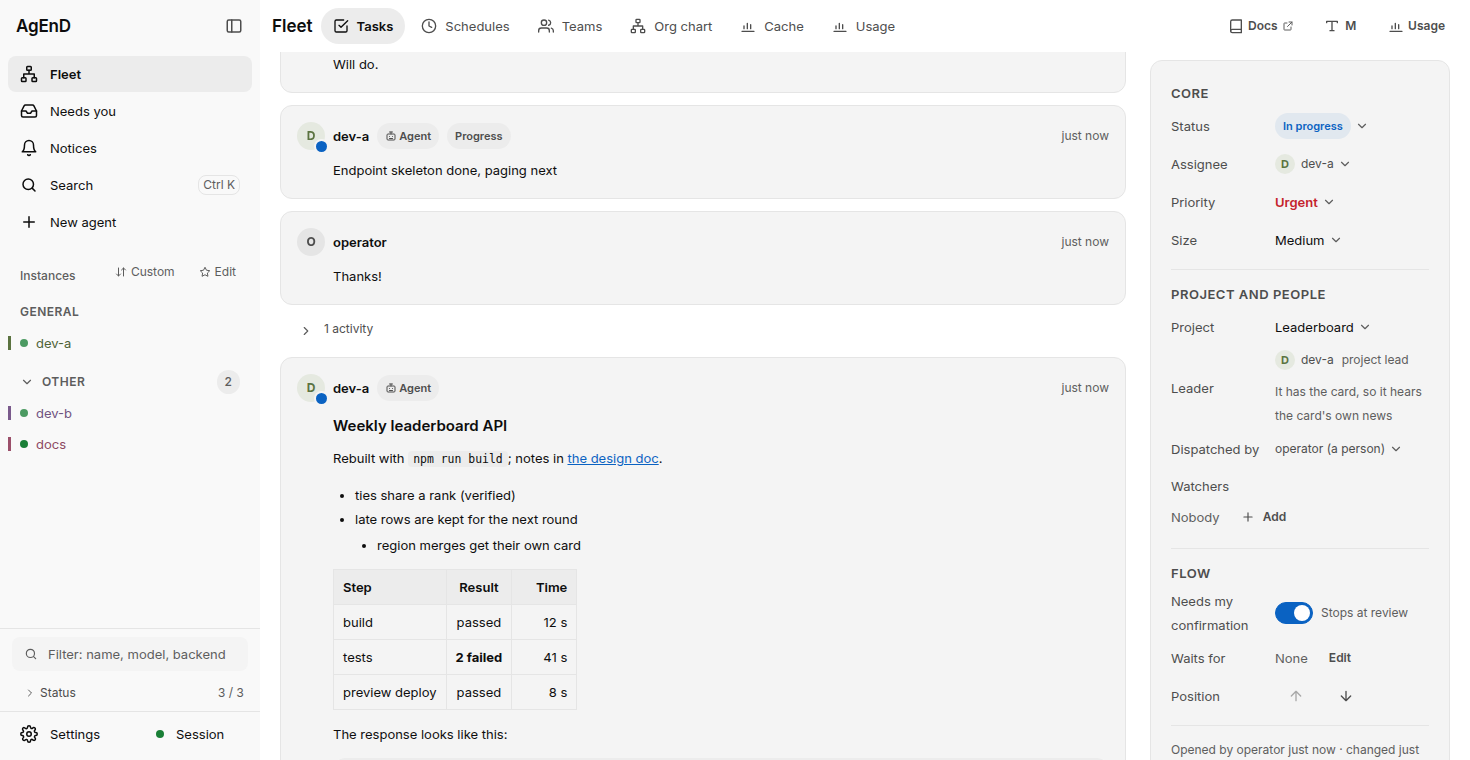 AgEnD
Fleet
Needs you
Notices
Search Ctrl K
New agent
Instances Custom Edit
GENERAL
dev-a
OTHER 2
dev-b
docs
Filter: name, model, backend
Status 3 / 3
Settings Session
Fleet Tasks Schedules Teams Org chart Cache Usage
Docs M Usage
Will do.
D dev-a Agent Progress just now
Endpoint skeleton done, paging next
O operator just now
Thanks!
1 activity
D dev-a Agent just now
Weekly leaderboard API
Rebuilt with npm run build; notes in the design doc.
• ties share a rank (verified)
• late rows are kept for the next round
• region merges get their own card
Step Result Time
build passed 12 s
tests 2 failed 41 s
preview deploy passed 8 s
The response looks like this:
CORE
Status In progress
Assignee D dev-a
Priority Urgent
Size Medium
PROJECT AND PEOPLE
Project Leaderboard
D dev-a project lead
Leader It has the card, so it hears
the card's own news
Dispatched by operator (a person)
Watchers
Nobody Add
FLOW
Needs my
confirmation Stops at review
Waits for None Edit
Position
Opened by operator just now · changed just